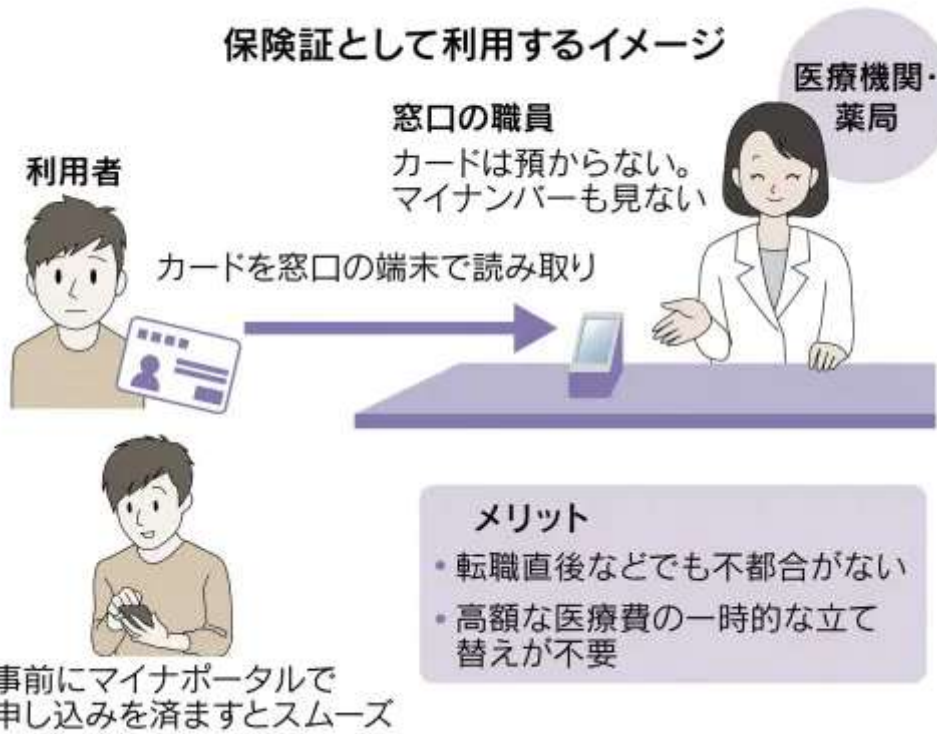 保険証として利用するイメージ
医療機関・
薬局
窓口の職員
カードは預からない。
マイナンバーも見ない
利用者
カードを窓口の端末で読み取り
メリット
• 転職直後などでも不都合がない
• 高額な医療費の一時的な立て
替えが不要
事前にマイナポータルで
申し込みを済ますとスムーズ